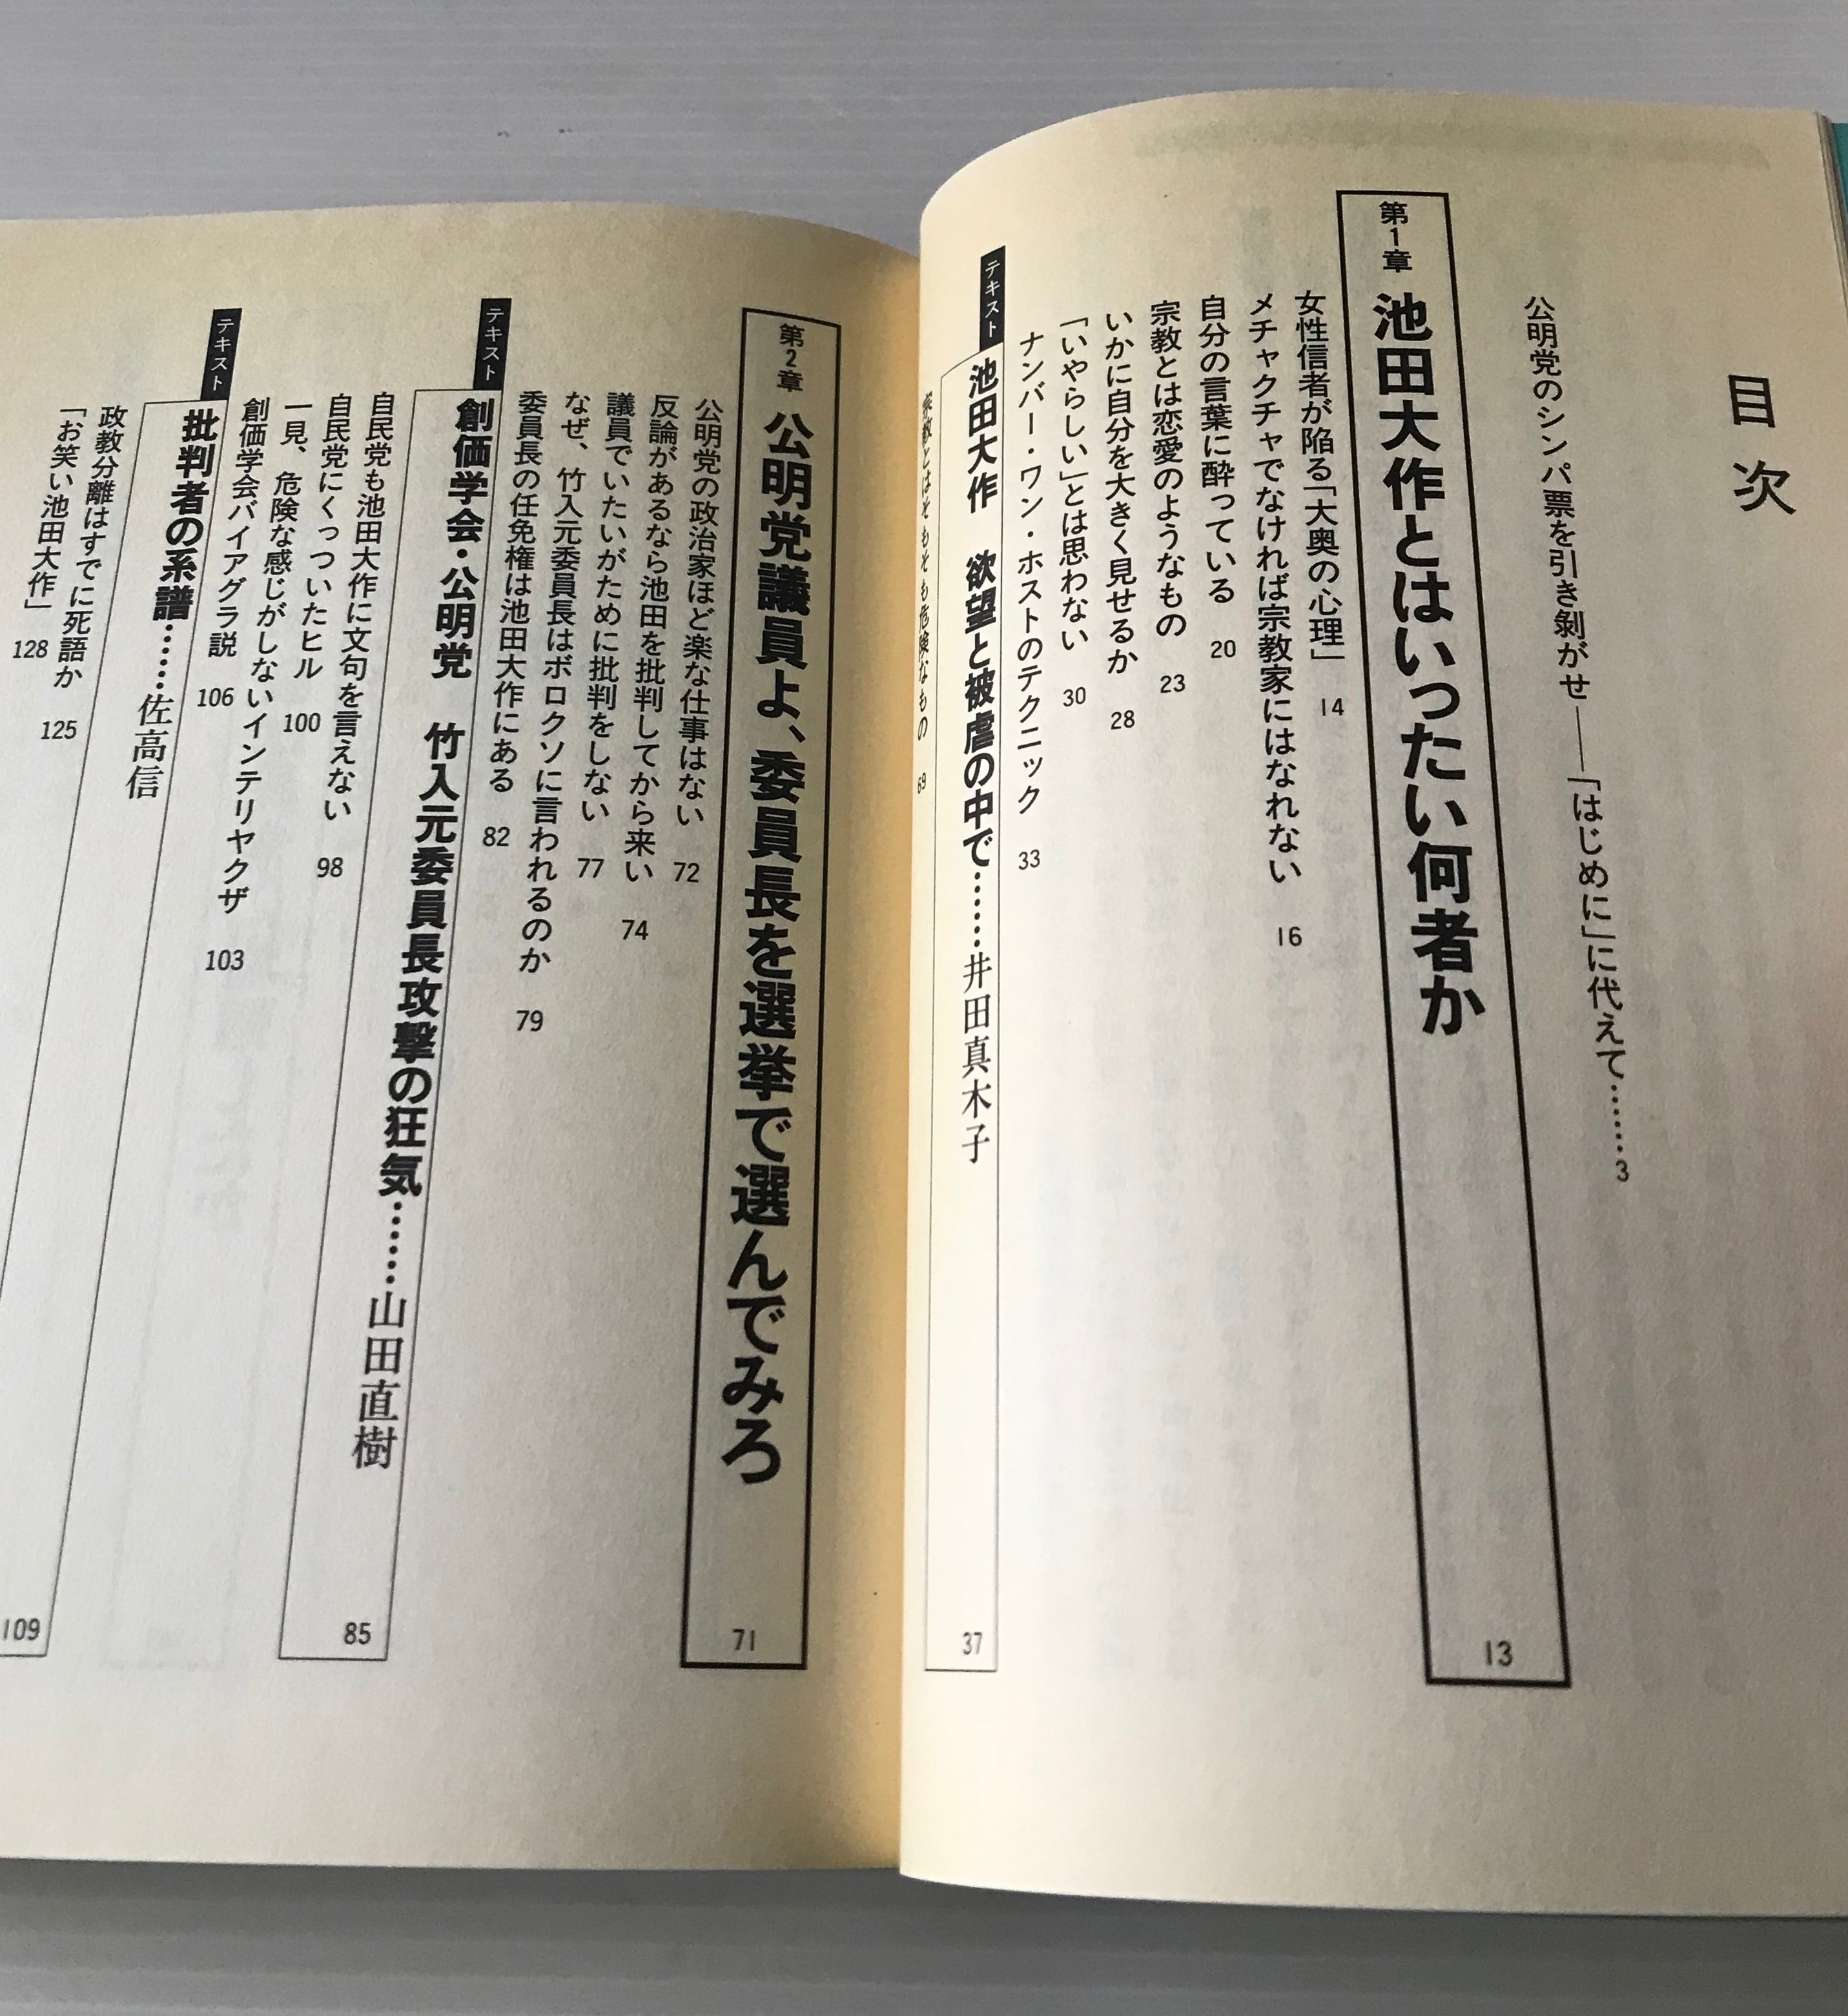 目次
公明党のシンパ票を引き剝がせ——「はじめに」に代えて……3
第1章 池田大作とはいったい何者か 13
女性信者が陥る「大奥の心理」 14
メチャクチャでなければ宗教家にはなれない 16
自分の言葉に酔っている 20
宗教とは恋愛のようなもの 23
いかに自分を大きく見せるか 28
「いやらしい」とは思わない 30
ナンバー・ワン・ホストのテクニック 33
テキスト 池田大作 欲望と被虐の中で……井田真木子 37
宗教とはそもそも危険なもの 69
第2章 公明党議員よ、委員長を選挙で選んでみろ 71
公明党の政治家ほど楽な仕事はない 72
反論があるなら池田を批判してから来い 74
議員でいたいがために批判をしない 77
なぜ、竹入元委員長はボロクソに言われるのか 79
委員長の任免権は池田大作にある 82
テキスト 創価学会・公明党 竹入元委員長攻撃の狂気……山田直樹 85
自民党も池田大作に文句を言えない 98
自民党にくっついたヒル 100
一見、危険な感じがしないインテリヤクザ 103
創価学会バイアグラ説 106
テキスト 批判者の系譜……佐高信 109
政教分離はすでに死語か 125
「お笑い池田大作」 128